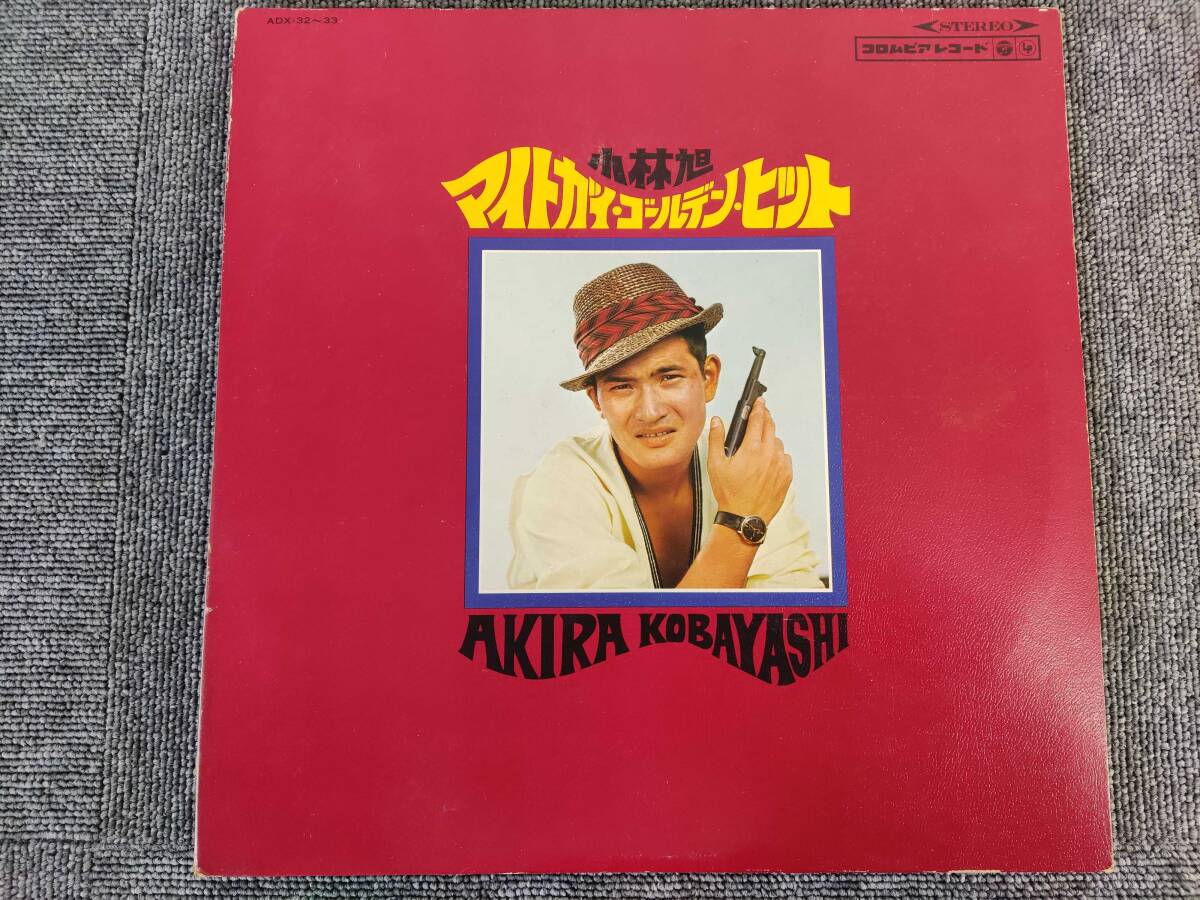 ADX-32～33
STEREO
コロムビアレコード LP
小林旭
マイトガイ・ゴールデン・ヒット
AKIRA KOBAYASHI